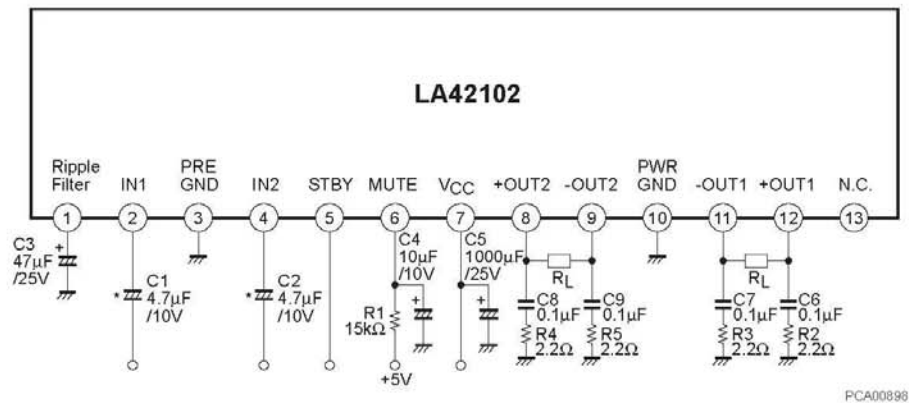 LA42102
Ripple
Filter
IN1
PRE
GND
IN2
STBY
MUTE
VCC
+OUT2
-OUT2
PWR
GND
-OUT1
+OUT1
N.C.
1
2
3
4
5
6
7
8
9
10
11
12
13
C3
47μF
/25V
+
* C1
4.7μF
/10V
* C2
4.7μF
/10V
C4
10μF
/10V
+
R1
15kΩ
+5V
C5
1000μF
/25V
+
RL
C8
0.1μF
R4
2.2Ω
C9
0.1μF
R5
2.2Ω
RL
C7
0.1μF
R3
2.2Ω
C6
0.1μF
R2
2.2Ω
PCA00898